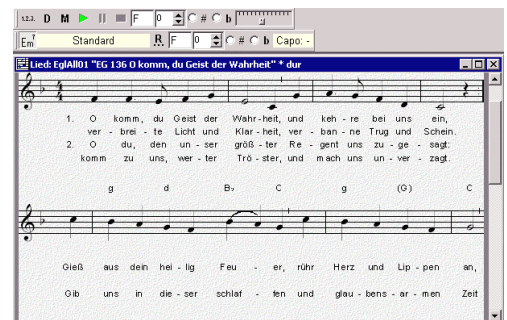 1.2.3. D M F 0 # b
Em7 Standard R F 0 # b Capo: -
Lied: EglAll01 "EG 136 O komm, du Geist der Wahrheit" * dur
1. O komm, du Geist der Wahr - heit, und keh - re bei uns ein,
ver - brei - te Licht und Klar - heit, ver - ban - ne Trug und Schein.
2. O du, den un - ser größ - ter Re - gent uns zu - ge - sagt:
komm zu uns, wer - ter Trö - ster, und mach uns un - ver - zagt.
g d B♭ C g (G) C
Gieß aus dein hei - lig Feu - er, rühr Herz und Lip - pen an,
Gib uns in die - ser schlaf - fen und glau - bens - ar - men Zeit